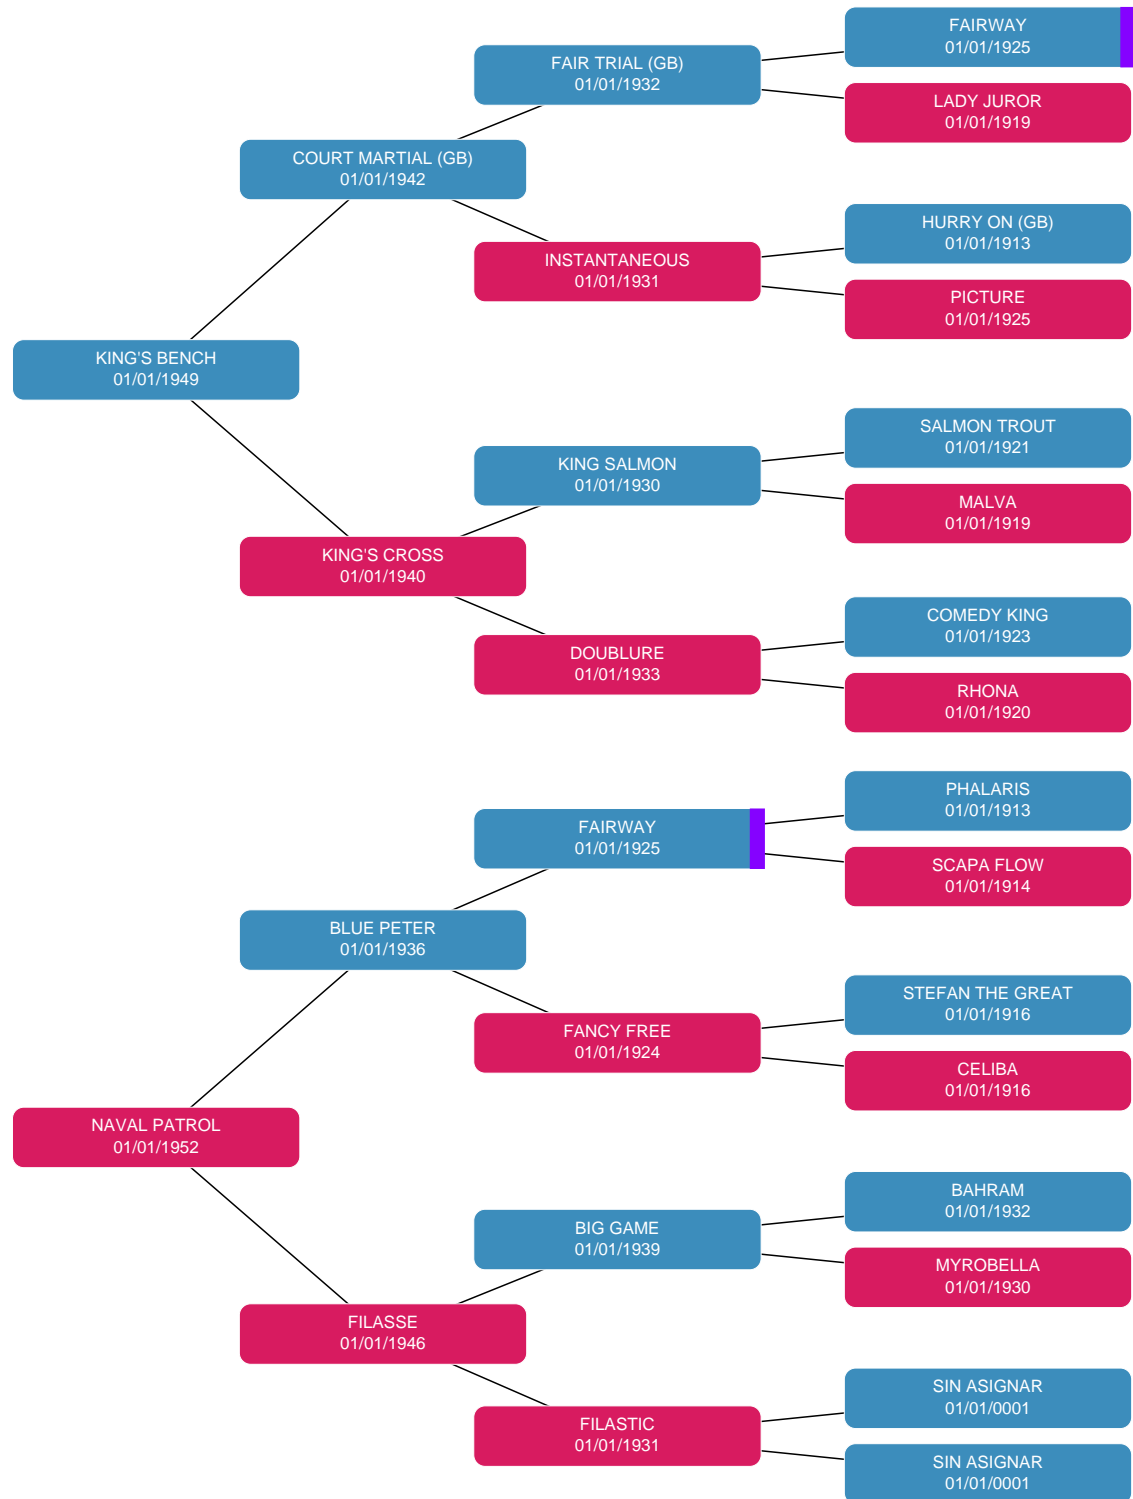 FAIRWAY
01/01/1925
FAIR TRIAL (GB)
01/01/1932
LADY JUROR
01/01/1919
COURT MARTIAL (GB)
01/01/1942
HURRY ON (GB)
01/01/1913
INSTANTANEOUS
01/01/1931
PICTURE
01/01/1925
KING'S BENCH
01/01/1949
SALMON TROUT
01/01/1921
KING SALMON
01/01/1930
MALVA
01/01/1919
KING'S CROSS
01/01/1940
COMEDY KING
01/01/1923
DOUBLURE
01/01/1933
RHONA
01/01/1920
PHALARIS
01/01/1913
FAIRWAY
01/01/1925
SCAPA FLOW
01/01/1914
BLUE PETER
01/01/1936
STEFAN THE GREAT
01/01/1916
FANCY FREE
01/01/1924
CELIBA
01/01/1916
NAVAL PATROL
01/01/1952
BAHRAM
01/01/1932
BIG GAME
01/01/1939
MYROBELLA
01/01/1930
FILASSE
01/01/1946
SIN ASIGNAR
01/01/0001
FILASTIC
01/01/1931
SIN ASIGNAR
01/01/0001